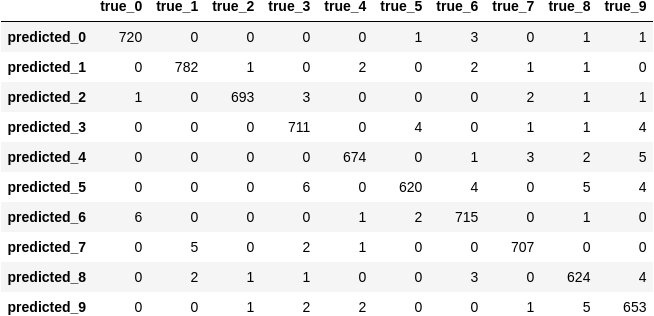 true_0 true_1 true_2 true_3 true_4 true_5 true_6 true_7 true_8 true_9
predicted_0 720 0 0 0 0 1 3 0 1 1
predicted_1 0 782 1 0 2 0 2 1 1 0
predicted_2 1 0 693 3 0 0 0 2 1 1
predicted_3 0 0 0 711 0 4 0 1 1 4
predicted_4 0 0 0 0 674 0 1 3 2 5
predicted_5 0 0 0 6 0 620 4 0 5 4
predicted_6 6 0 0 0 1 2 715 0 1 0
predicted_7 0 5 0 2 1 0 0 707 0 0
predicted_8 0 2 1 1 0 0 3 0 624 4
predicted_9 0 0 1 2 2 0 0 1 5 653